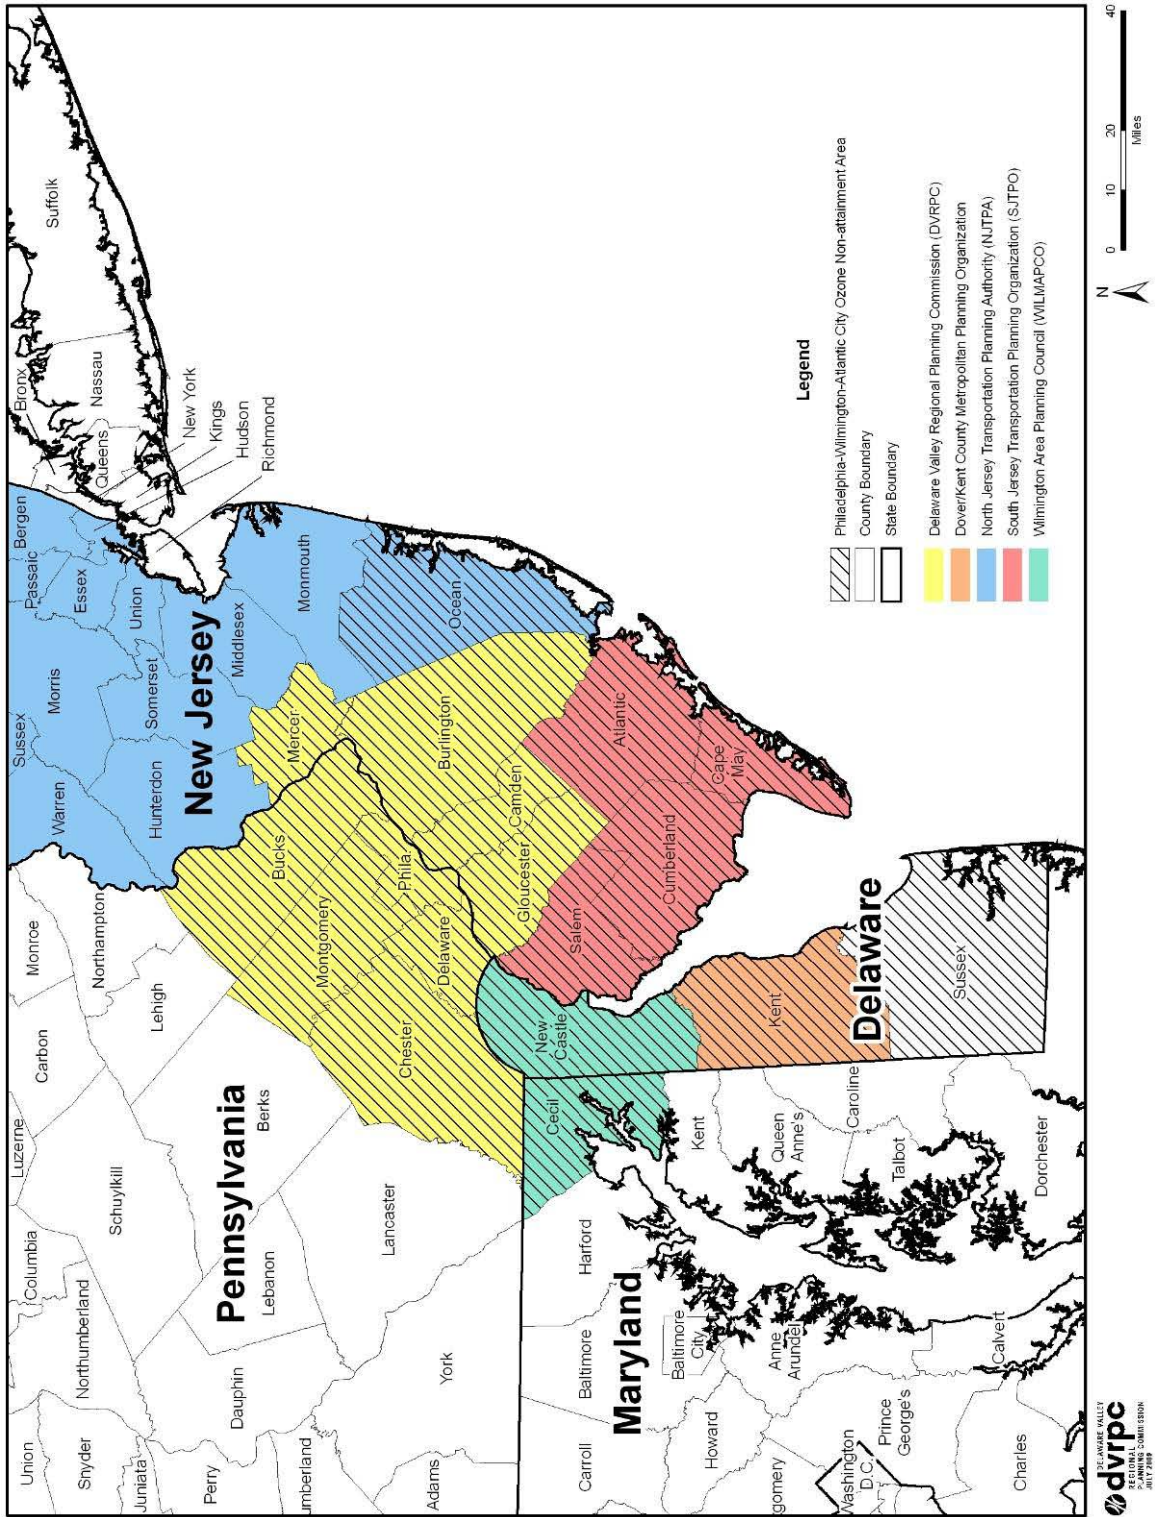 Union
Snyder
Juniata
Perry
umberland
Adams
Northumberland
Columbia
Luzerne
Carbon
Monroe
Schuylkill
Dauphin
Lebanon
Pennsylvania
Berks
Lancaster
York
Northampton
Lehigh
Bucks
Montgomery
Chester
Delaware
Phila.
Sussex
Passaic
Bergen
Warren
Morris
Essex
Union
Hunterdon
Somerset
New Jersey
Middlesex
Monmouth
Mercer
Ocean
Burlington
Camden
Gloucester
Salem
Atlantic
Cumberland
Cape
May
Bronx
Suffolk
Nassau
Queens
New York
Kings
Hudson
Richmond
Carroll
Baltimore
Harford
Cecil
New
Castle
Maryland
Baltimore
City
Howard
Anne
Arundel
Kent
Queen
Anne's
Caroline
Talbot
Kent
Delaware
Sussex
gomery
Washington
D.C.
Prince
George's
Charles
Calvert
Dorchester
Legend
Philadelphia-Wilmington-Atlantic City Ozone Non-attainment Area
County Boundary
State Boundary
Delaware Valley Regional Planning Commission (DVRPC)
Dover/Kent County Metropolitan Planning Organization
North Jersey Transportation Planning Authority (NJTPA)
South Jersey Transportation Planning Organization (SJTPO)
Wilmington Area Planning Council (WILMAPCO)
dvrpc
DELAWARE VALLEY
REGIONAL
PLANNING COMMISSION
JULY 2009
N
0 10 20 40
Miles